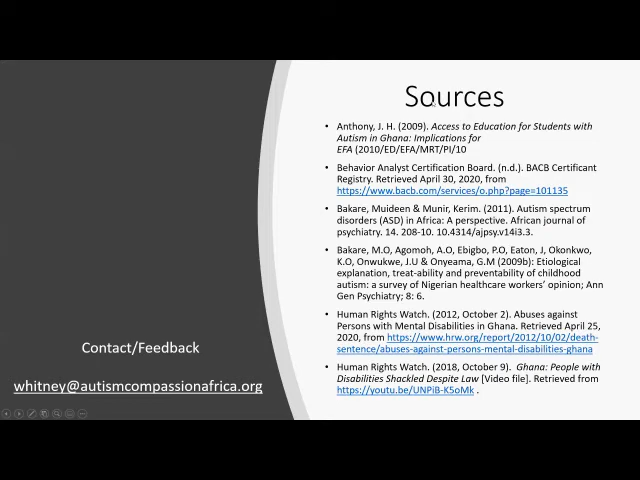 Sources
• Anthony, J. H. (2009). Access to Education for Students with
Autism in Ghana: Implications for
EFA (2010/ED/EFA/MRT/PI/10
• Behavior Analyst Certification Board. (n.d.). BACB Certificant
Registry. Retrieved April 30, 2020, from
https://www.bacb.com/services/o.php?page=101135
• Bakare, Muideen & Munir, Kerim. (2011). Autism spectrum
disorders (ASD) in Africa: A perspective. African journal of
psychiatry. 14. 208-10. 10.4314/ajpsy.v14i3.3.
• Bakare, M.O, Agomoh, A.O, Ebigbo, P.O, Eaton, J, Okonkwo,
K.O, Onwukwe, J.U & Onyeama, G.M (2009b): Etiological
explanation, treat-ability and preventability of childhood
autism: a survey of Nigerian healthcare workers' opinion; Ann
Gen Psychiatry; 8: 6.
• Human Rights Watch. (2012, October 2). Abuses against
Persons with Mental Disabilities in Ghana. Retrieved April 25,
2020, from https://www.hrw.org/report/2012/10/02/death-
sentence/abuses-against-persons-mental-disabilities-ghana
• Human Rights Watch. (2018, October 9). Ghana: People with
Disabilities Shackled Despite Law [Video file]. Retrieved from
https://youtu.be/UNPiB-K5oMk .
Contact/Feedback
whitney@autismcompassionafrica.org